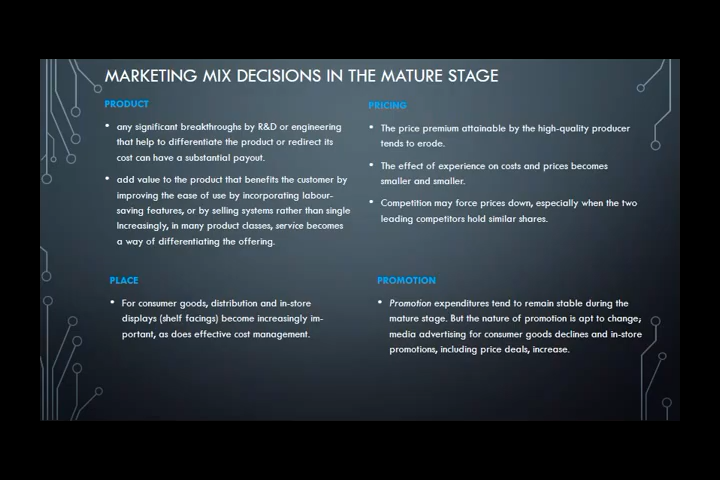 MARKETING MIX DECISIONS IN THE MATURE STAGE
PRODUCT
• any significant breakthroughs by R&D or engineering
that help to differentiate the product or redirect its
cost can have a substantial payout.
• add value to the product that benefits the customer by
improving the ease of use by incorporating labour-
saving features, or by selling systems rather than single
Increasingly, in many product classes, service becomes
a way of differentiating the offering.
PRICING
• The price premium attainable by the high-quality producer
tends to erode.
• The effect of experience on costs and prices becomes
smaller and smaller.
• Competition may force prices down, especially when the two
leading competitors hold similar shares.
PLACE
• For consumer goods, distribution and in-store
displays (shelf facings) become increasingly im-
portant, as does effective cost management.
PROMOTION
• Promotion expenditures tend to remain stable during the
mature stage. But the nature of promotion is apt to change;
media advertising for consumer goods declines and in-store
promotions, including price deals, increase.